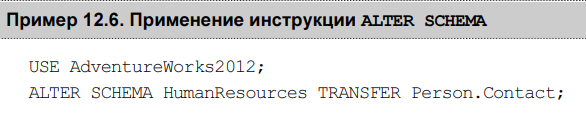 Пример 12.6. Применение инструкции ALTER SCHEMA
USE AdventureWorks2012;
ALTER SCHEMA HumanResources TRANSFER Person.Contact;